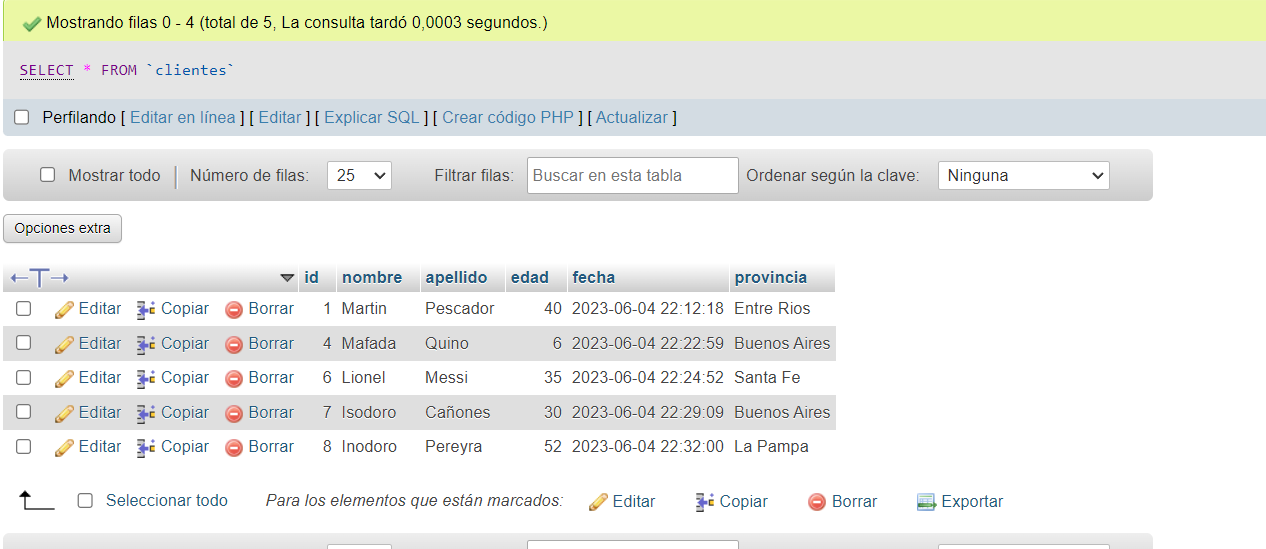 Mostrando filas 0 - 4 (total de 5, La consulta tardó 0,0003 segundos.)
SELECT * FROM `clientes`
Perfilando [ Editar en línea ] [ Editar ] [ Explicar SQL ] [ Crear código PHP ] [ Actualizar ]
Mostrar todo | Número de filas: 25 Filtrar filas: Buscar en esta tabla Ordenar según la clave: Ninguna
Opciones extra
←T→ id nombre apellido edad fecha provincia
Editar Copiar Borrar 1 Martin Pescador 40 2023-06-04 22:12:18 Entre Rios
Editar Copiar Borrar 4 Mafada Quino 6 2023-06-04 22:22:59 Buenos Aires
Editar Copiar Borrar 6 Lionel Messi 35 2023-06-04 22:24:52 Santa Fe
Editar Copiar Borrar 7 Isodoro Cañones 30 2023-06-04 22:29:09 Buenos Aires
Editar Copiar Borrar 8 Inodoro Pereyra 52 2023-06-04 22:32:00 La Pampa
Seleccionar todo Para los elementos que están marcados: Editar Copiar Borrar Exportar